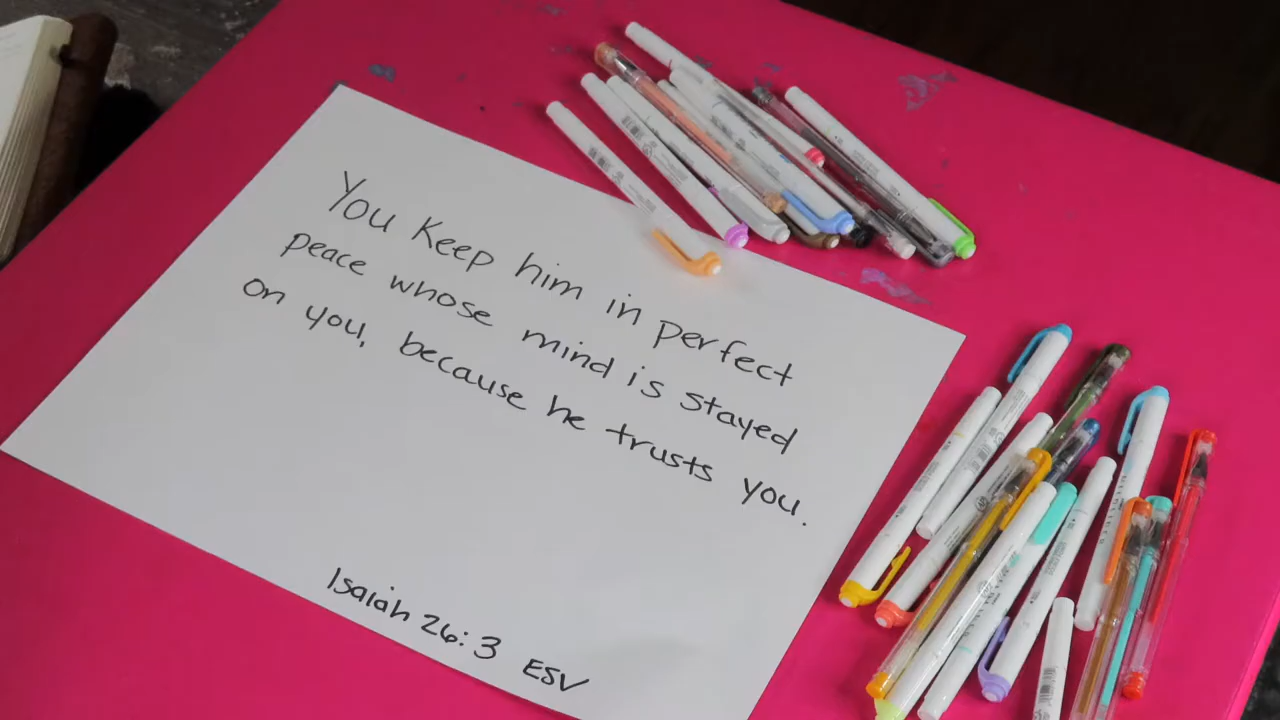 You Keep him in perfect
peace whose mind is stayed
on you, because he trusts you.
Isaiah 26:3 ESV